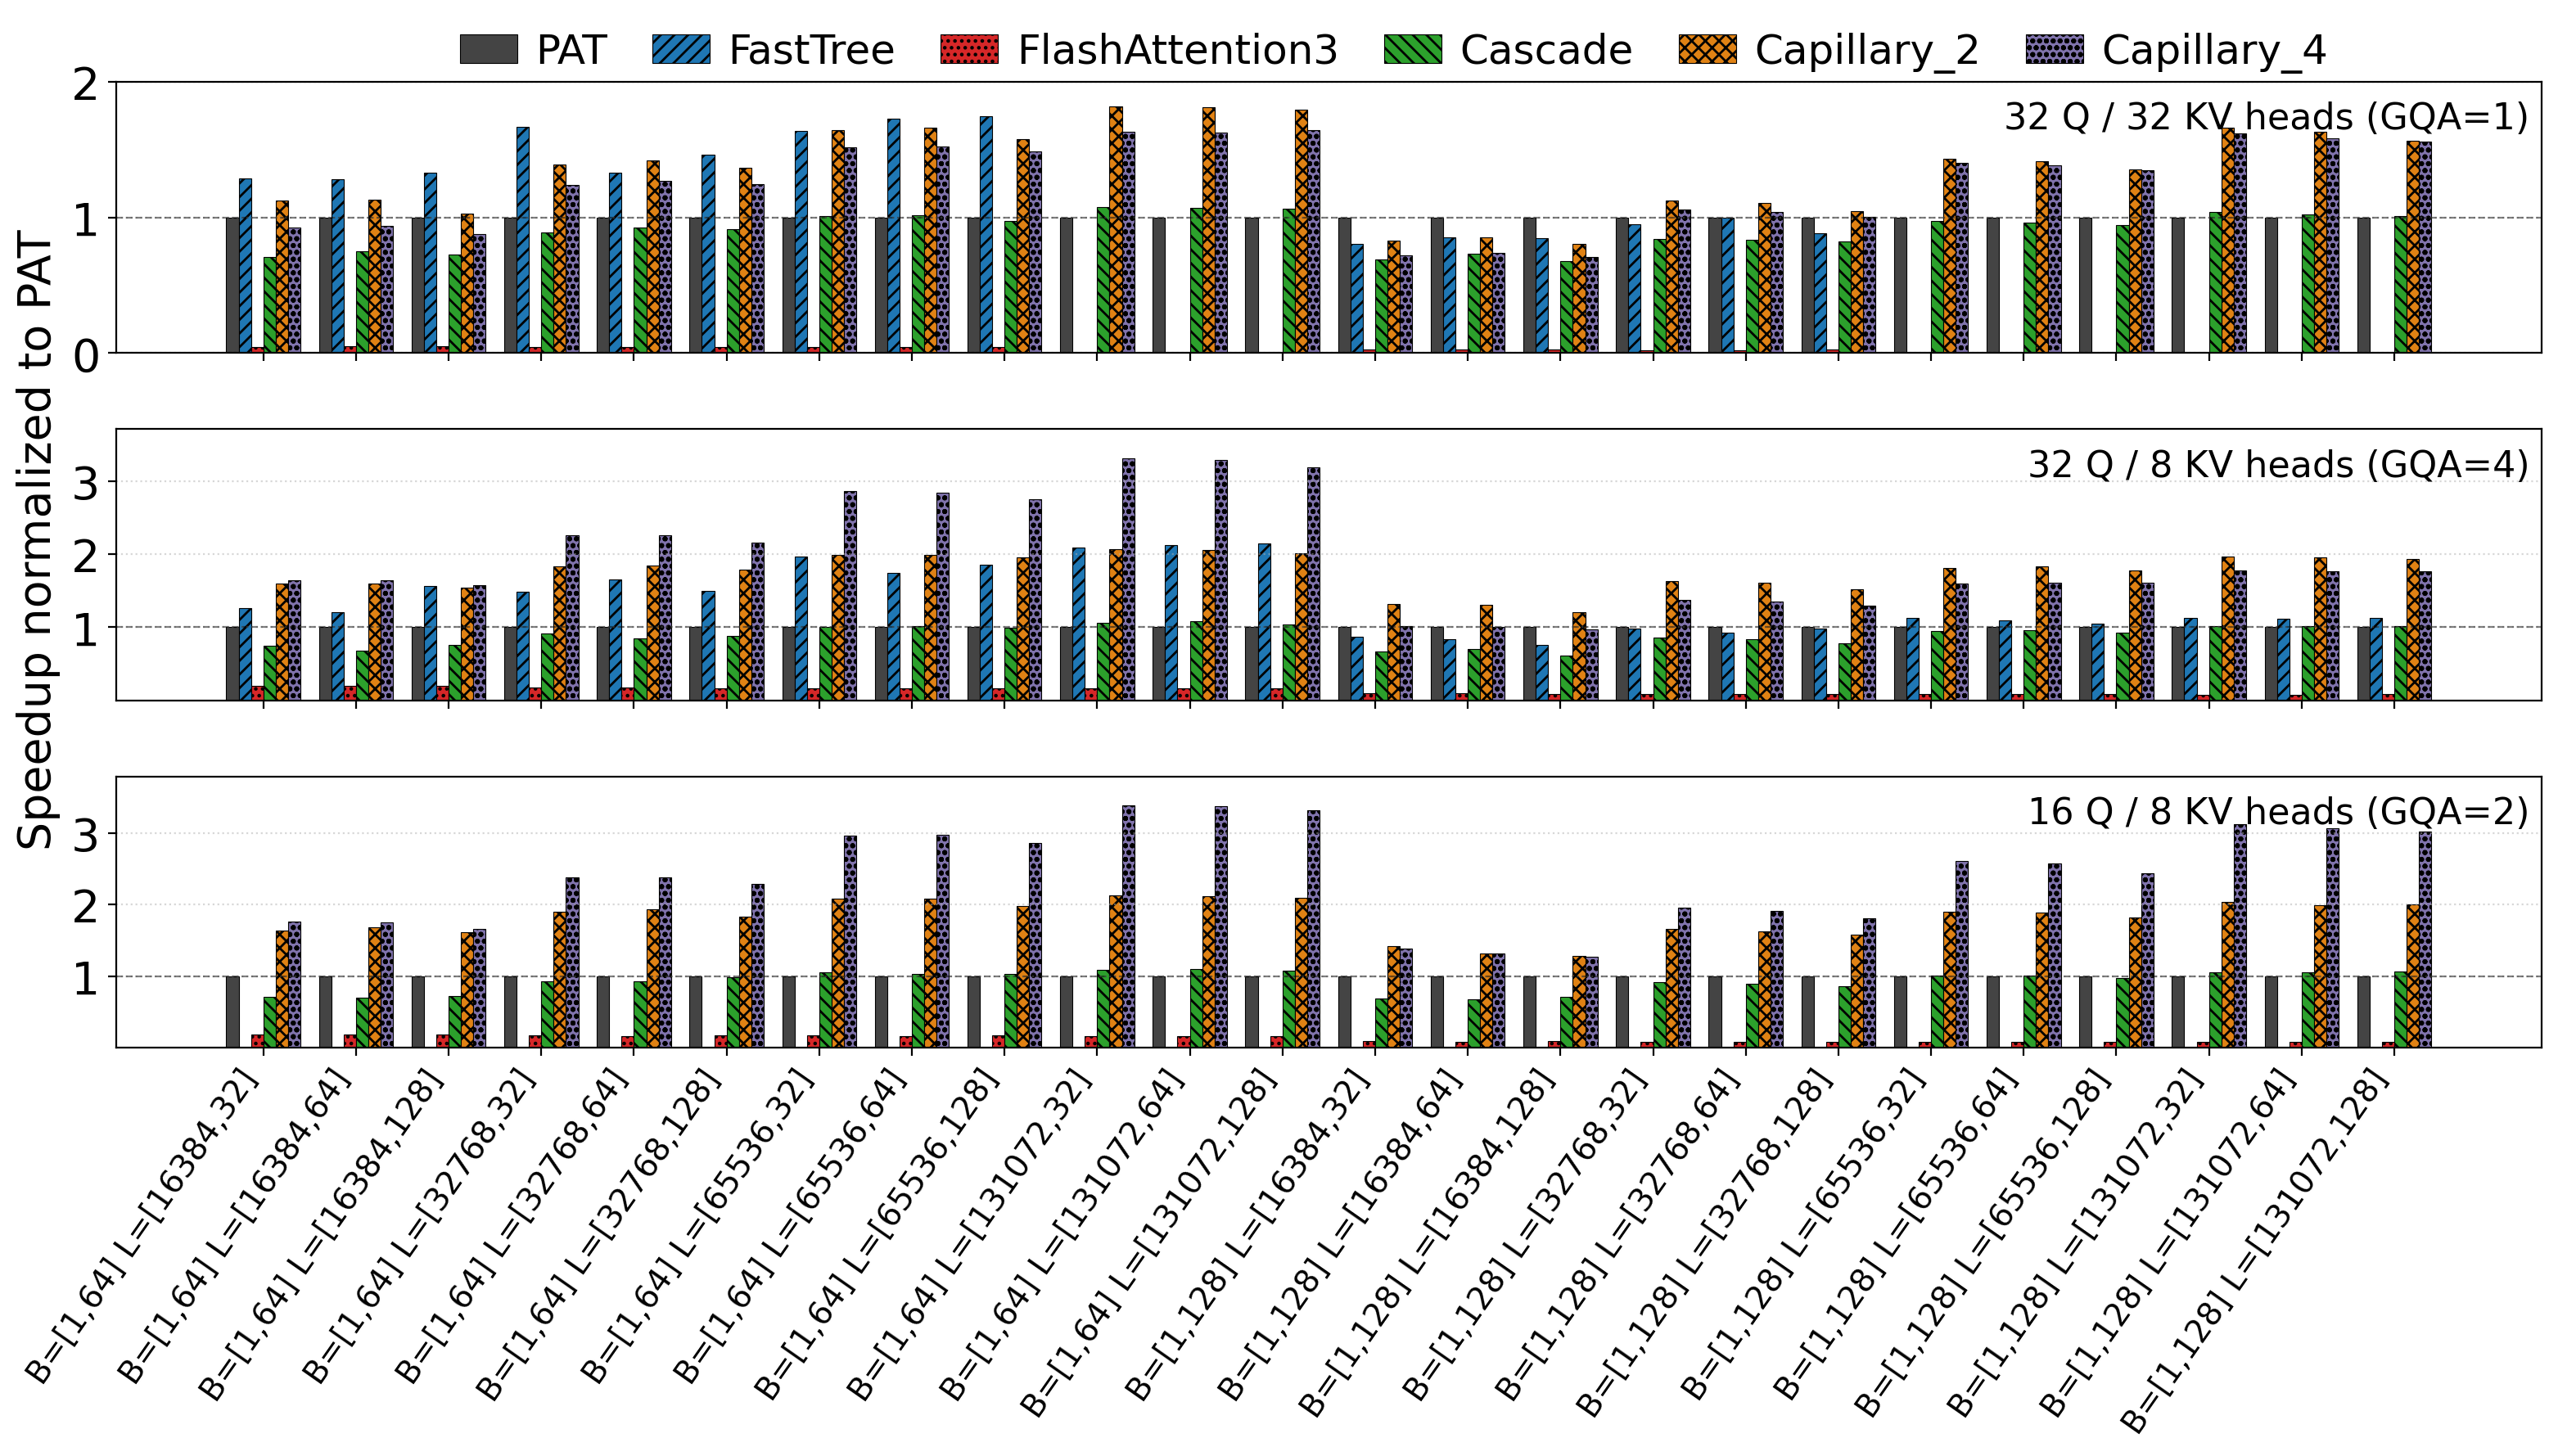 PAT FastTree FlashAttention3 Cascade Capillary_2 Capillary_4
Speedup normalized to PAT
32 Q / 32 KV heads (GQA=1)
2
1
0
32 Q / 8 KV heads (GQA=4)
3
2
1
16 Q / 8 KV heads (GQA=2)
3
2
1
B=[1,64] L=[16384,32]
B=[1,64] L=[16384,64]
B=[1,64] L=[16384,128]
B=[1,64] L=[32768,32]
B=[1,64] L=[32768,64]
B=[1,64] L=[32768,128]
B=[1,64] L=[65536,32]
B=[1,64] L=[65536,64]
B=[1,64] L=[65536,128]
B=[1,64] L=[131072,32]
B=[1,64] L=[131072,64]
B=[1,64] L=[131072,128]
B=[1,128] L=[16384,32]
B=[1,128] L=[16384,64]
B=[1,128] L=[16384,128]
B=[1,128] L=[32768,32]
B=[1,128] L=[32768,64]
B=[1,128] L=[32768,128]
B=[1,128] L=[65536,32]
B=[1,128] L=[65536,64]
B=[1,128] L=[65536,128]
B=[1,128] L=[131072,32]
B=[1,128] L=[131072,64]
B=[1,128] L=[131072,128]